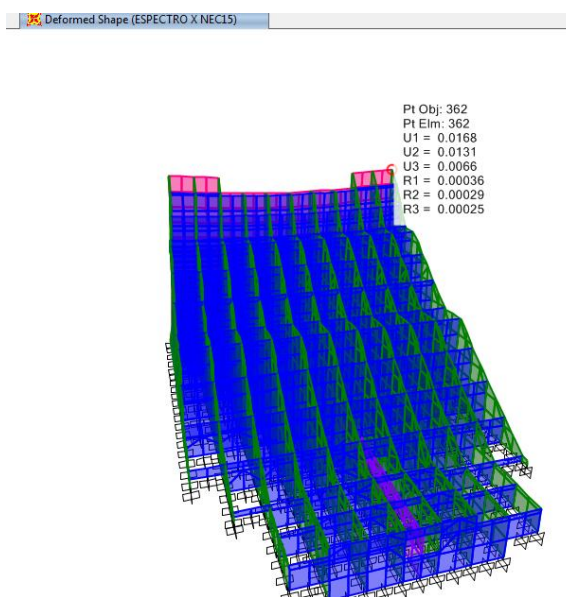 Deformed Shape (ESPECTRO X NEC15)
Pt Obj: 362
Pt Elm: 362
U1 = 0.0168
U2 = 0.0131
U3 = 0.0066
R1 = 0.00036
R2 = 0.00029
R3 = 0.00025